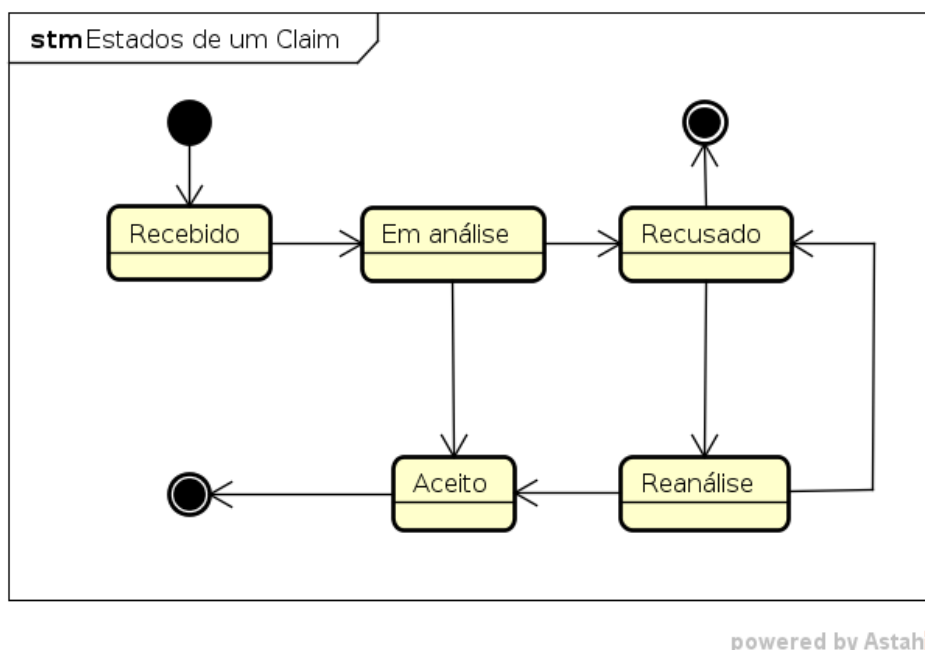 stm Estados de um Claim
Recebido
Em análise
Recusado
Aceito
Reanálise
powered by Astah